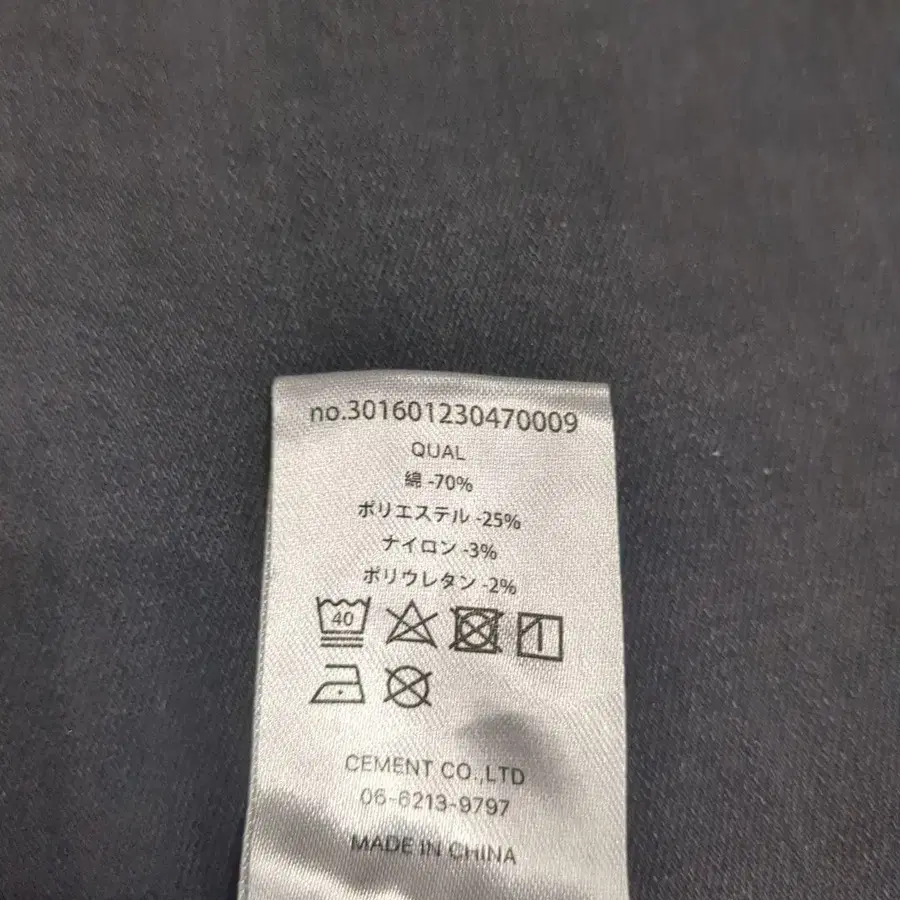 no.301601230470009
QUAL
綿 -70%
ポリエステル -25%
ナイロン -3%
ポリウレタン -2%
40
CEMENT CO.,LTD
06-6213-9797
MADE IN CHINA